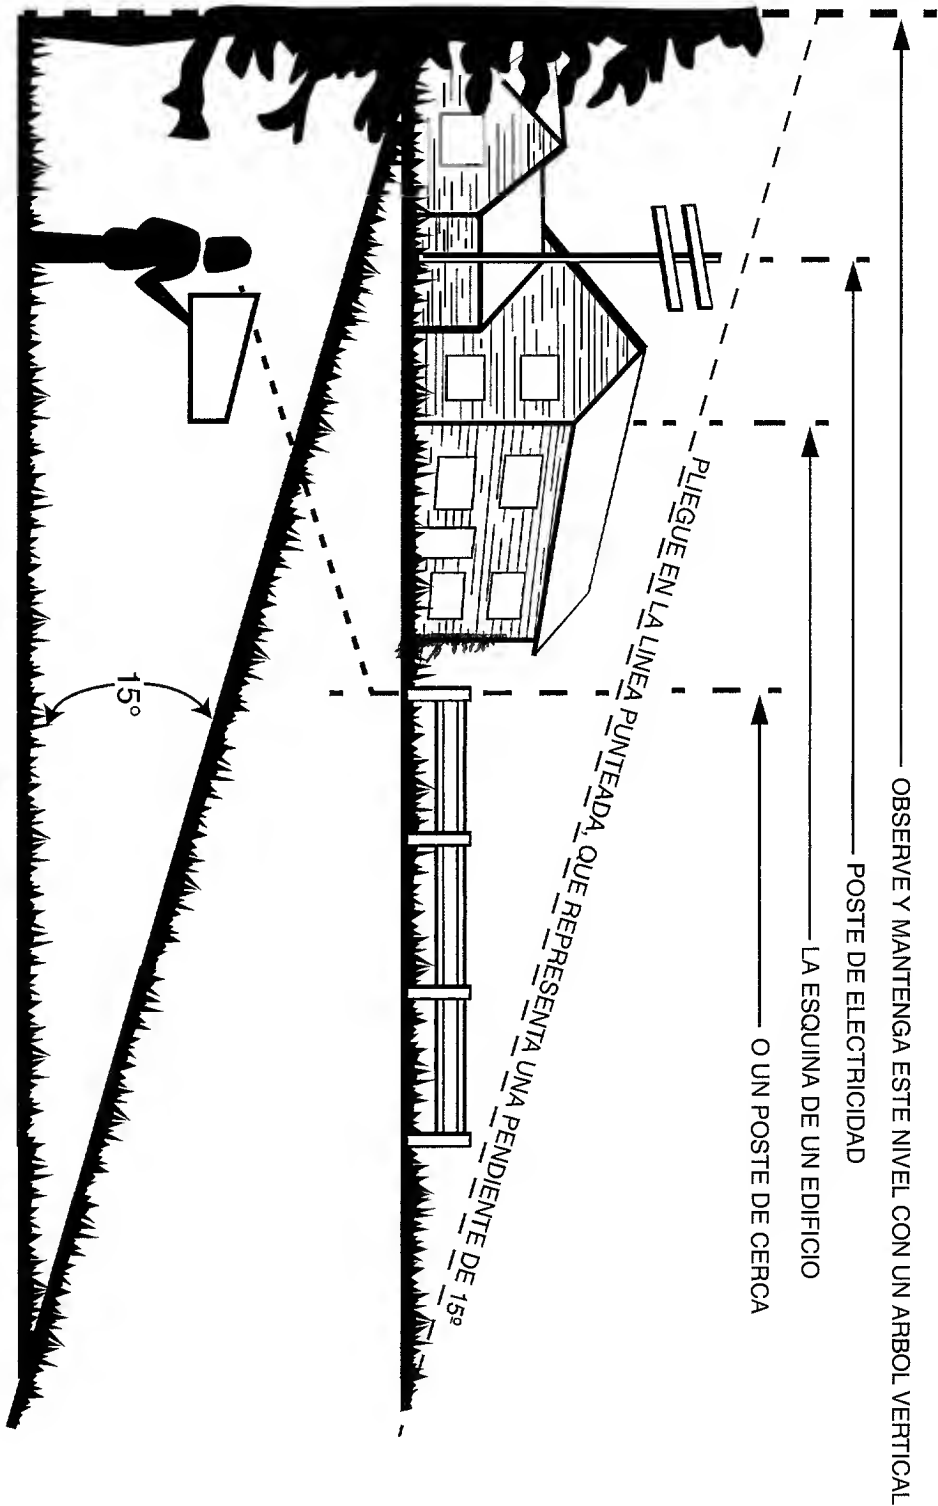 OBSERVE Y MANTENGA ESTE NIVEL CON UN ARBOL VERTICAL
POSTE DE ELECTRICIDAD
LA ESQUINA DE UN EDIFICIO
O UN POSTE DE CERCA
PLIEGUE EN LA LINEA PUNTEADA, QUE REPRESENTA UNA PENDIENTE DE 15º
15°